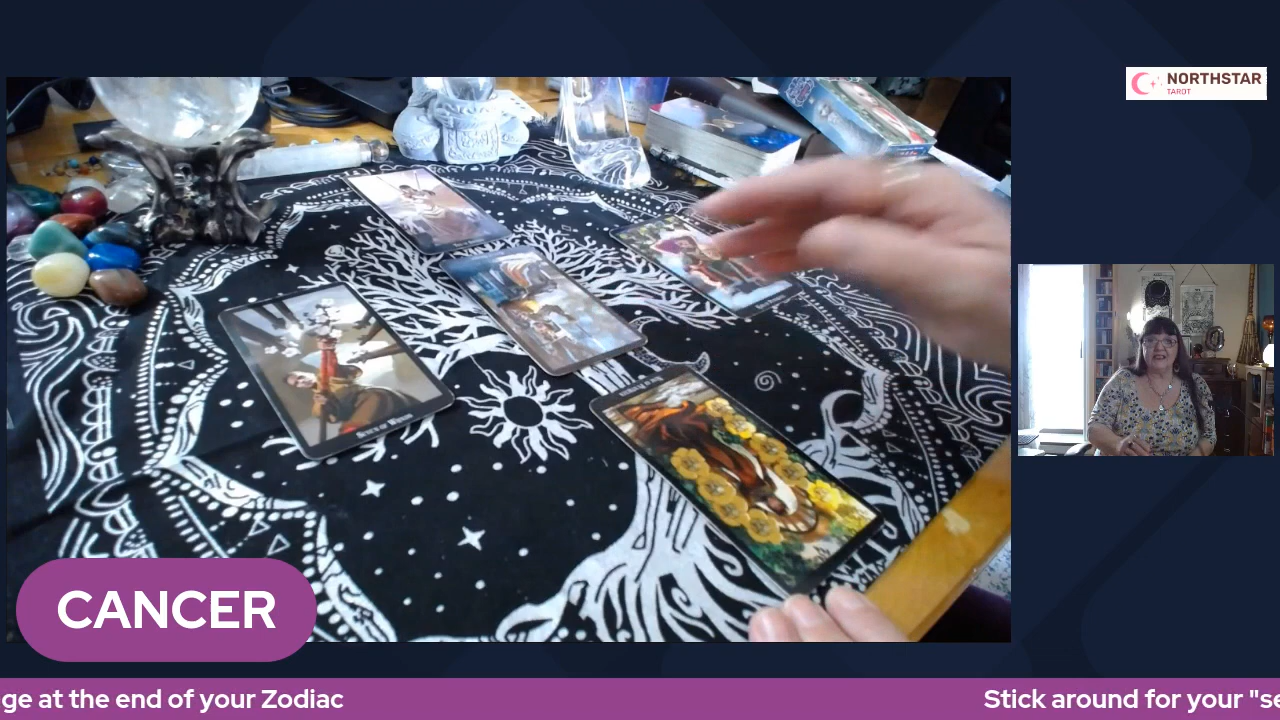 NORTHSTAR
TAROT
CANCER
ge at the end of your Zodiac
Stick around for your "se